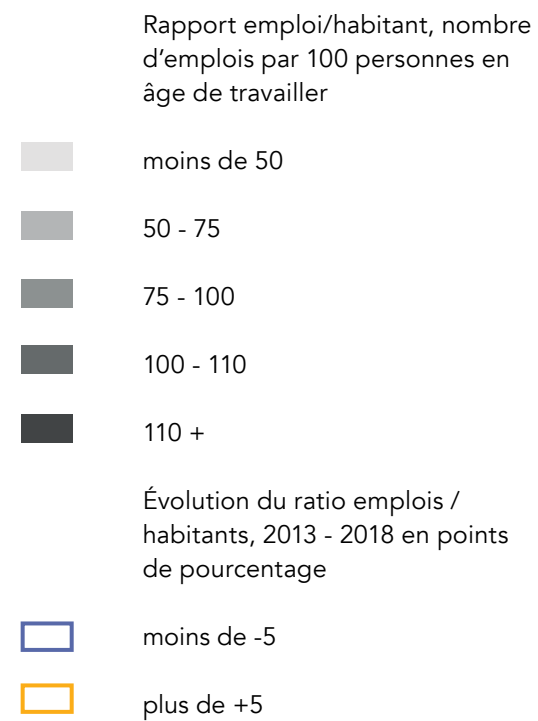 Rapport emploi/habitant, nombre
d’emplois par 100 personnes en
âge de travailler
moins de 50
50 - 75
75 - 100
100 - 110
110 +
Évolution du ratio emplois /
habitants, 2013 - 2018 en points
de pourcentage
moins de -5
plus de +5